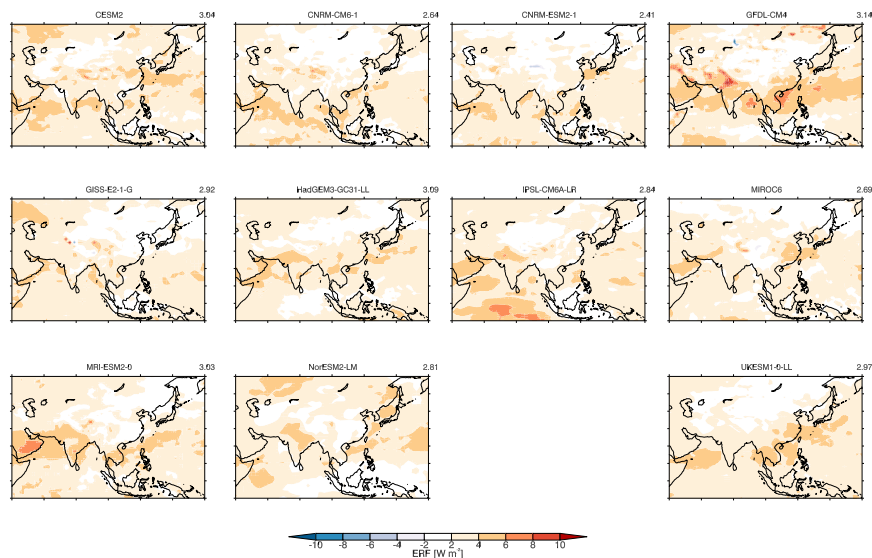 CESM2 3.04
CNRM-CM6-1 2.64
CNRM-ESM2-1 2.41
GFDL-CM4 3.14
GISS-E2-1-G 2.92
HadGEM3-GC31-LL 3.09
IPSL-CM6A-LR 2.84
MIROC6 2.69
MRI-ESM2-0 3.03
NorESM2-LM 2.81
UKESM1-0-LL 2.97
-10 -8 -6 -4 -2 2 4 6 8 10
ERF [W m²]